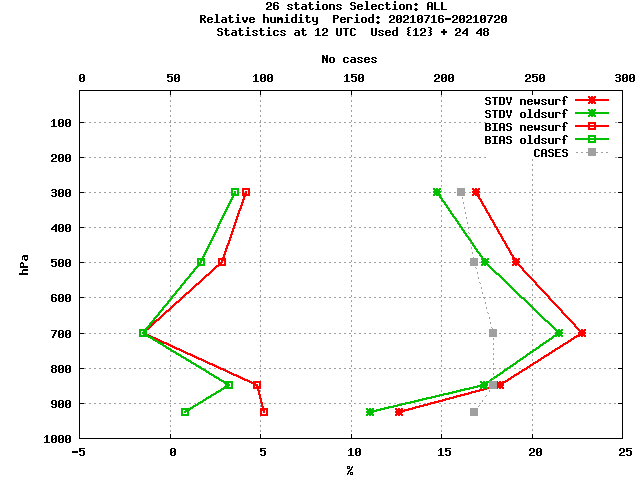 26 stations Selection: ALL
Relative humidity  Period: 20210716-20210720
Statistics at 12 UTC  Used {12} + 24 48
No cases
0 50 100 150 200 250 300
STDV newsurf
STDV oldsurf
BIAS newsurf
BIAS oldsurf
CASES
100
200
300
400
500
600
700
800
900
1000
hPa
-5 0 5 10 15 20 25
%